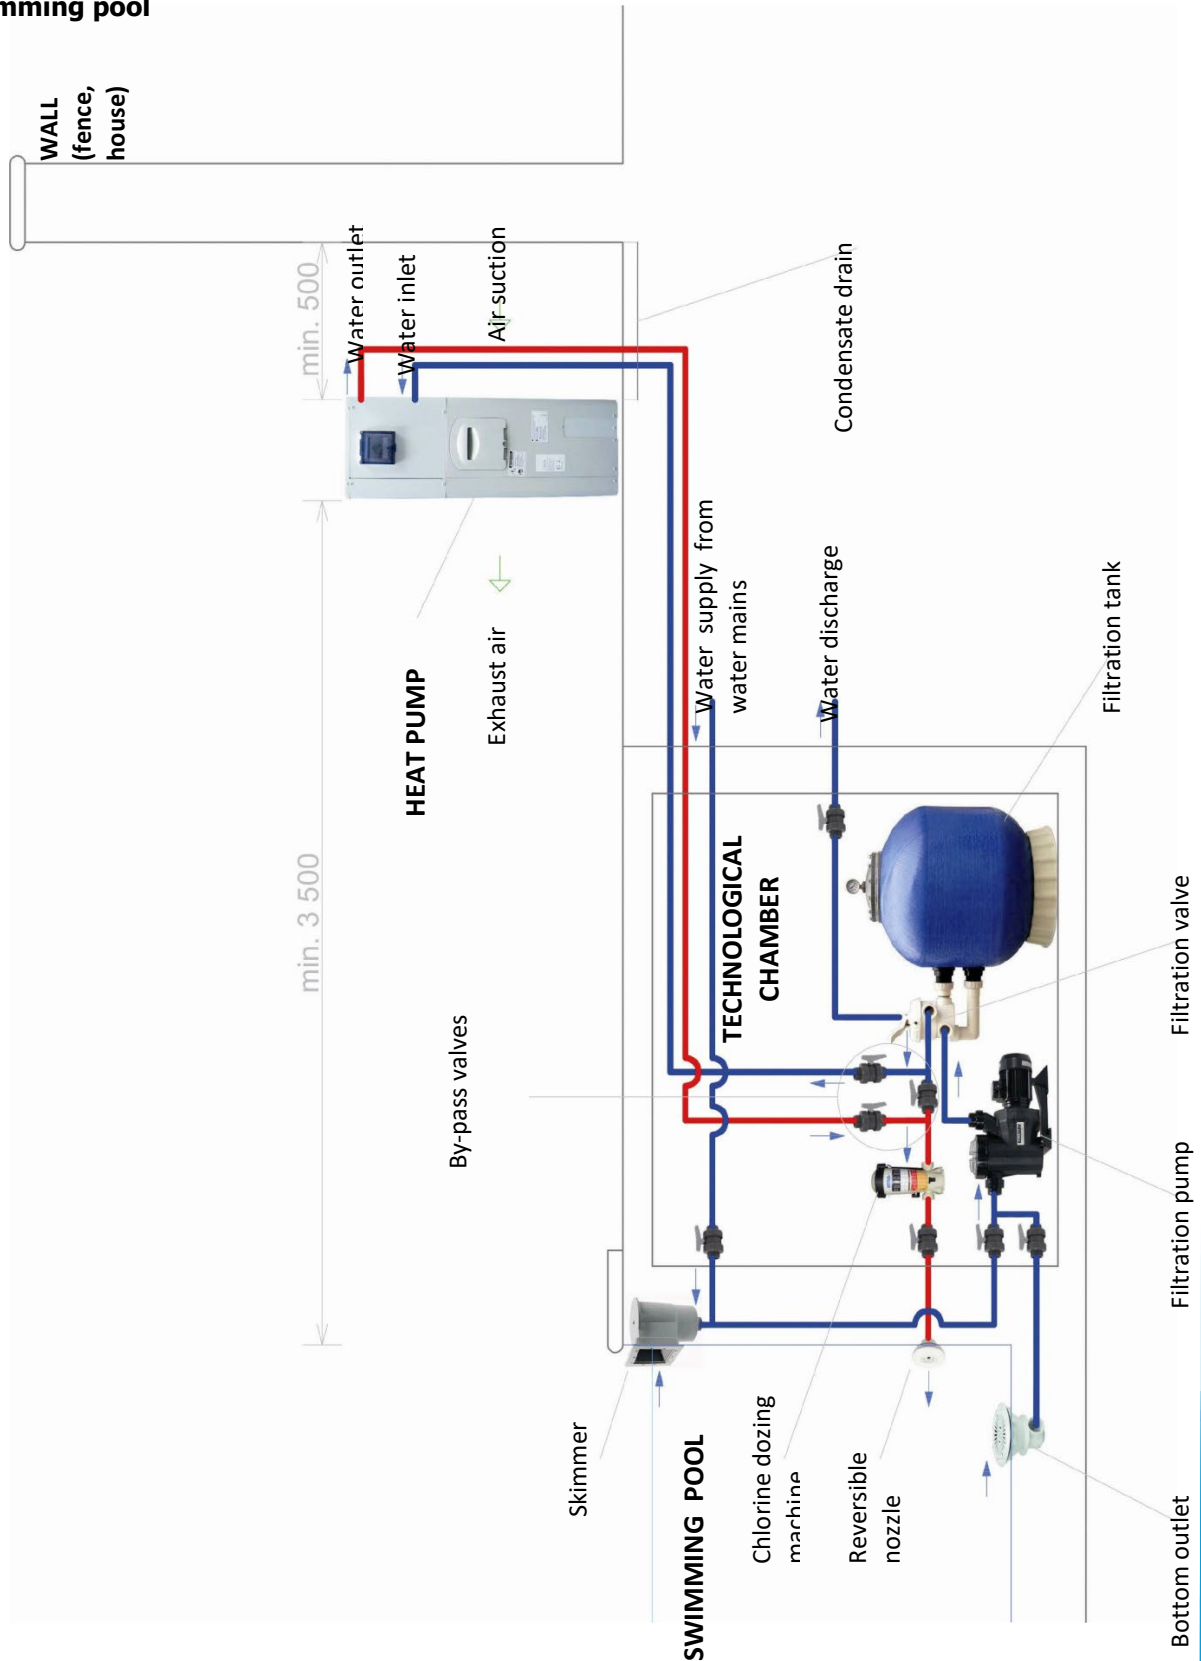 mming pool
WALL
(fence,
house)
min. 500
Water outlet
Water inlet
Air suction
Condensate drain
min. 3 500
HEAT PUMP
Exhaust air
Water supply from
water mains
Water discharge
Filtration tank
By-pass valves
TECHNOLOGICAL
CHAMBER
Filtration valve
Filtration pump
Skimmer
SWIMMING POOL
Chlorine dozing
machine
Reversible
nozzle
Bottom outlet